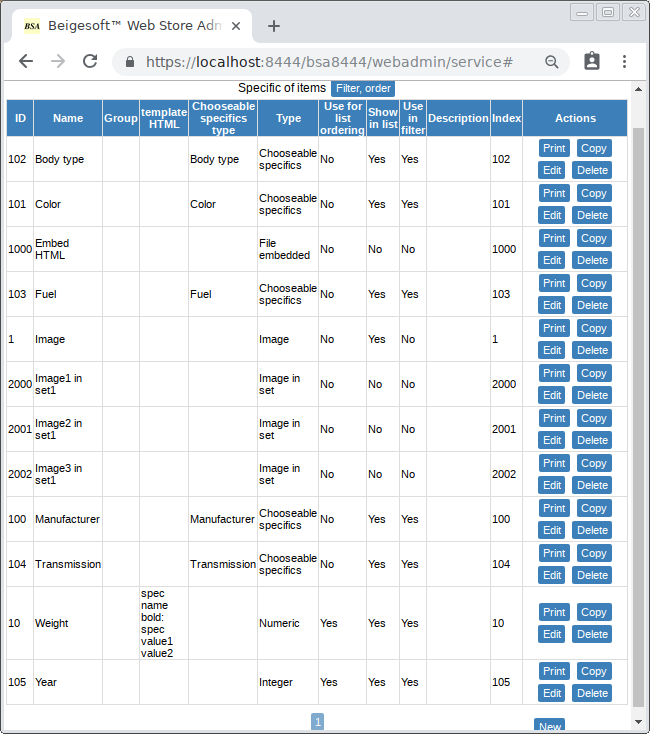 BSA Beigesoft™ Web Store Adm
https://localhost:8444/bsa8444/webadmin/service#
Specific of items Filter, order
ID Name Group template HTML Chooseable specifics type Type Use for list ordering Show in list Use in filter Description Index Actions
102 Body type Body type Chooseable specifics No Yes Yes 102 Print Copy Edit Delete
101 Color Color Chooseable specifics No Yes Yes 101 Print Copy Edit Delete
1000 Embed HTML File embedded No No No 1000 Print Copy Edit Delete
103 Fuel Fuel Chooseable specifics No Yes Yes 103 Print Copy Edit Delete
1 Image Image No Yes No 1 Print Copy Edit Delete
2000 Image1 in set1 Image in set No No No 2000 Print Copy Edit Delete
2001 Image2 in set1 Image in set No No No 2001 Print Copy Edit Delete
2002 Image3 in set1 Image in set No No No 2002 Print Copy Edit Delete
100 Manufacturer Manufacturer Chooseable specifics No Yes Yes 100 Print Copy Edit Delete
104 Transmission Transmission Chooseable specifics No Yes Yes 104 Print Copy Edit Delete
10 Weight spec name bold: spec value1 value2 Numeric Yes Yes Yes 10 Print Copy Edit Delete
105 Year Integer Yes Yes Yes 105 Print Copy Edit Delete
1 New